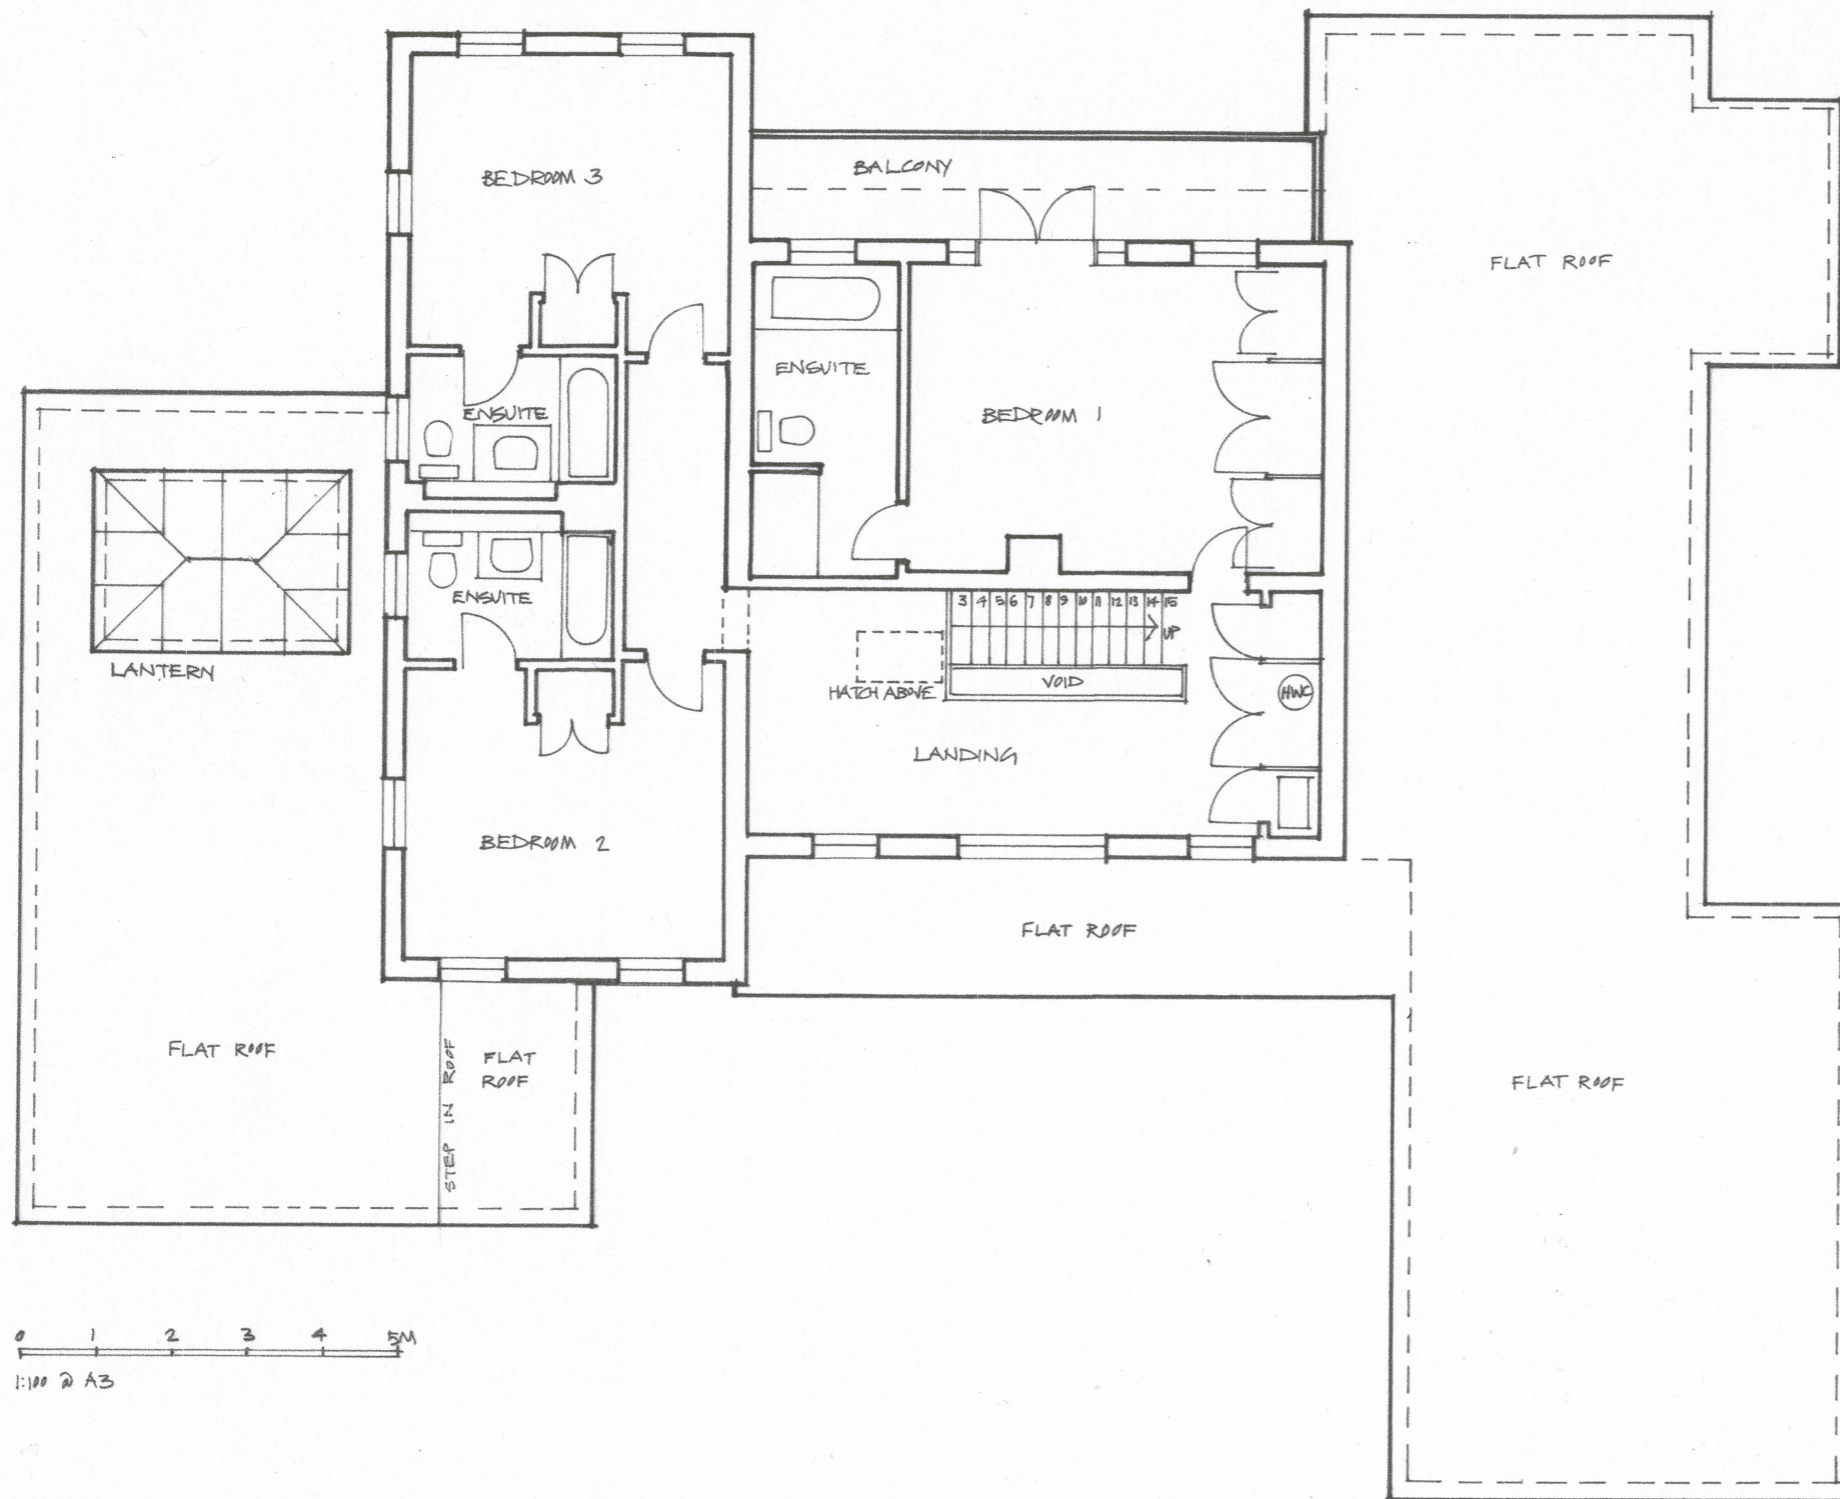 BEDROOM 3
BALCONY
FLAT ROOF
ENSUITE
BEDROOM 1
ENSUITE
ENSUITE
LANTERN
3 4 5 6 7 8 9 10 11 12 13 14 15
UP
VOID
HATCH ABOVE
HWC
LANDING
BEDROOM 2
FLAT ROOF
FLAT ROOF
STEP IN ROOF
FLAT
ROOF
FLAT ROOF
0 1 2 3 4 5M
1:100 @ A3